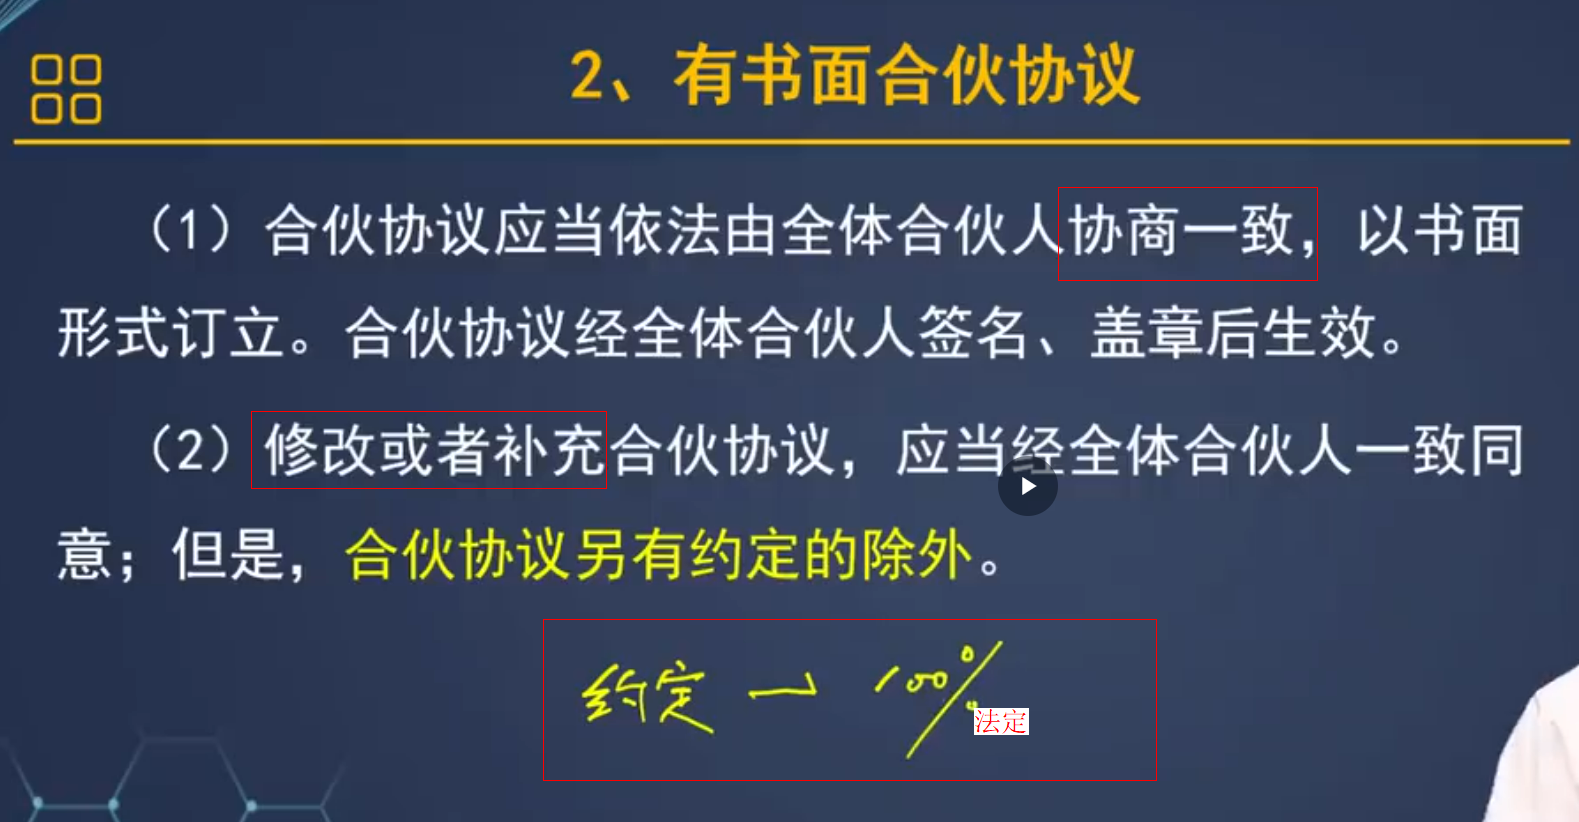 2、有书面合伙协议
（1）合伙协议应当依法由全体合伙人协商一致，以书面
形式订立。合伙协议经全体合伙人签名、盖章后生效。
（2）修改或者补充合伙协议，应当经全体合伙人一致同
意；但是，合伙协议另有约定的除外。
约定 → 100%
法定